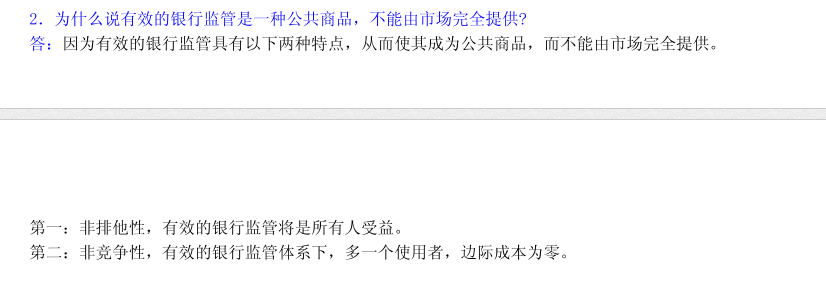 2．为什么说有效的银行监管是一种公共商品，不能由市场完全提供?
答：因为有效的银行监管具有以下两种特点，从而使其成为公共商品，而不能由市场完全提供。
第一：非排他性，有效的银行监管将是所有人受益。
第二：非竞争性，有效的银行监管体系下，多一个使用者，边际成本为零。